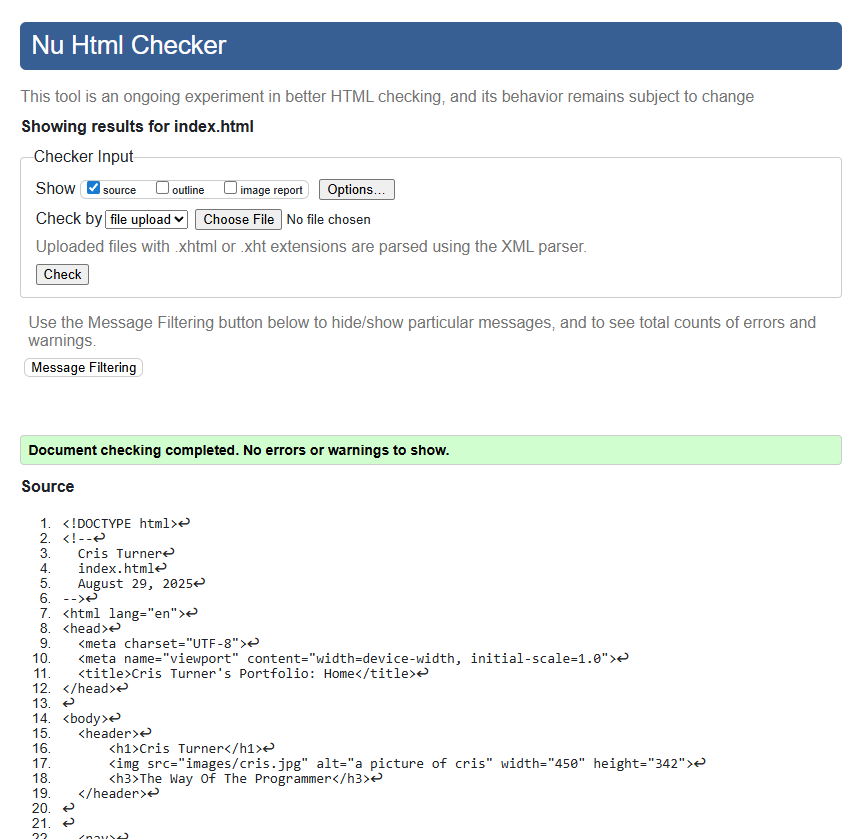 Nu Html Checker
This tool is an ongoing experiment in better HTML checking, and its behavior remains subject to change
Showing results for index.html
Checker Input
Show source outline image report Options…
Check by file upload Choose File No file chosen
Uploaded files with .xhtml or .xht extensions are parsed using the XML parser.
Check
Use the Message Filtering button below to hide/show particular messages, and to see total counts of errors and
warnings.
Message Filtering
Document checking completed. No errors or warnings to show.
Source
1. <!DOCTYPE html>↩
2. <!--↩
3.   Cris Turner↩
4.   index.html↩
5.   August 29, 2025↩
6. -->↩
7. <html lang="en">↩
8. <head>↩
9.   <meta charset="UTF-8">↩
10.   <meta name="viewport" content="width=device-width, initial-scale=1.0">↩
11.   <title>Cris Turner's Portfolio: Home</title>↩
12. </head>↩
13. ↩
14. <body>↩
15.   <header>↩
16.       <h1>Cris Turner</h1>↩
17.       <img src="images/cris.jpg" alt="a picture of cris" width="450" height="342">↩
18.       <h3>The Way Of The Programmer</h3>↩
19.   </header>↩
20. ↩
21. ↩
22.   <nav>↩